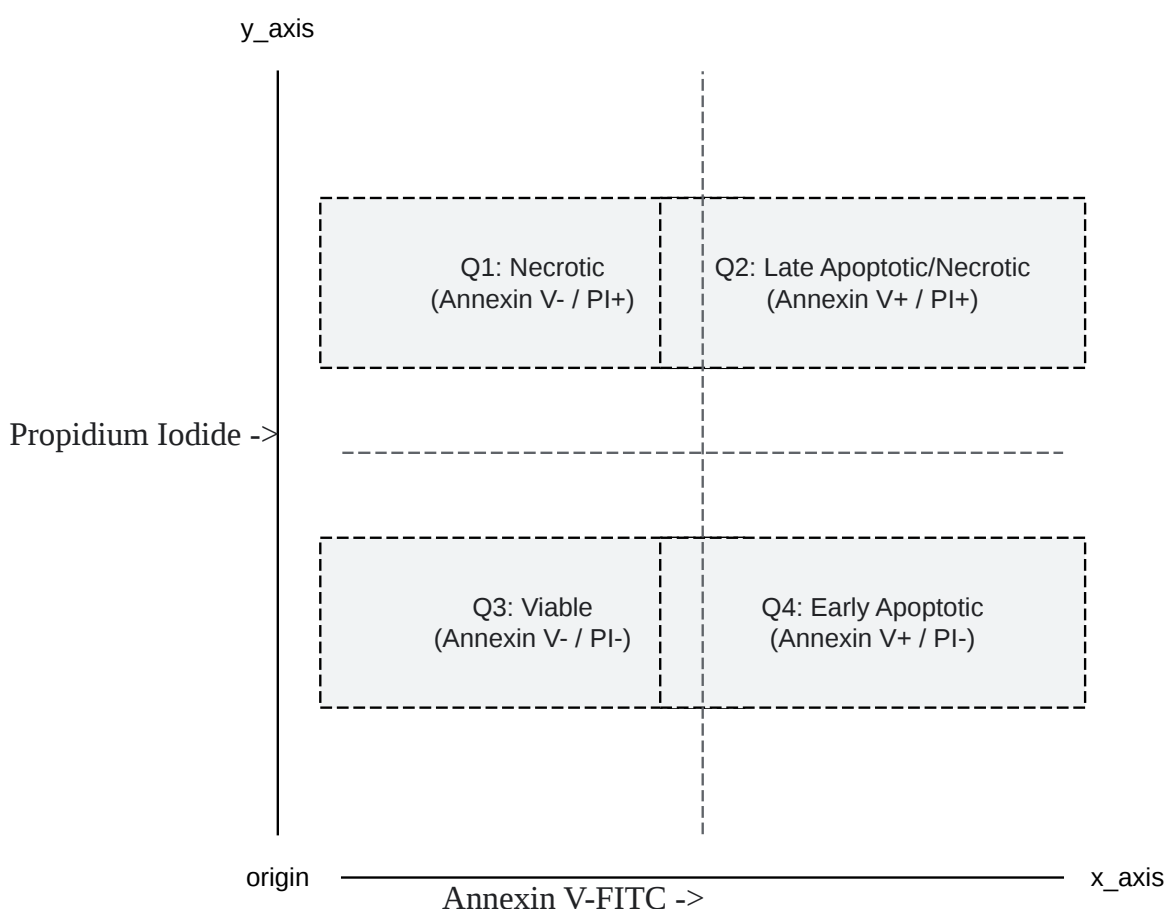 y_axis
Q1: Necrotic
(Annexin V- / PI+)
Q2: Late Apoptotic/Necrotic
(Annexin V+ / PI+)
Propidium Iodide ->
Q3: Viable
(Annexin V- / PI-)
Q4: Early Apoptotic
(Annexin V+ / PI-)
origin
x_axis
Annexin V-FITC ->